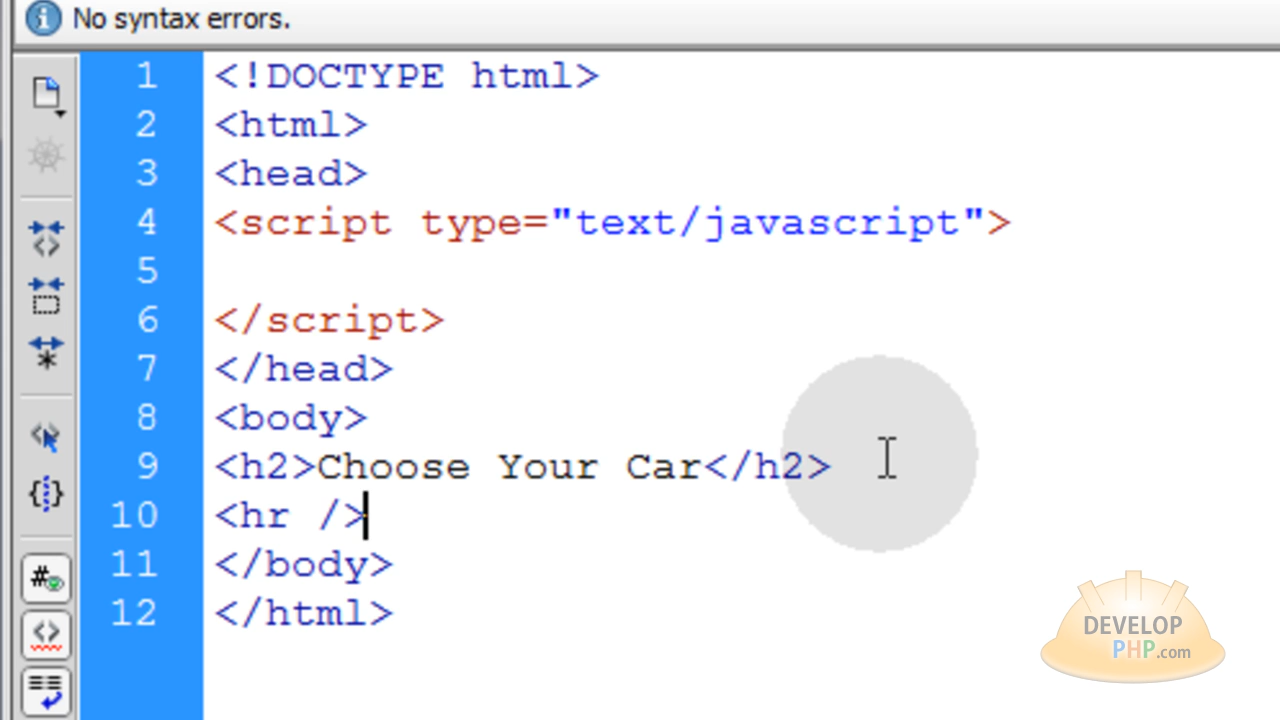 No syntax errors.
1 <!DOCTYPE html>
2 <html>
3 <head>
4 <script type="text/javascript">
5
6 </script>
7 </head>
8 <body>
9 <h2>Choose Your Car</h2>
10 <hr />
11 </body>
12 </html>
DEVELOP
PHP.com